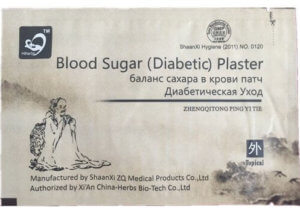 TM
ShaanXi Hygiene (2011) NO. 0120
Blood Sugar (Diabetic) Plaster
баланс сахара в крови патч
Диабетическая Уход
ZHENGQITONG PING YI TIE
外
Topical
Manufactured by ShaanXi ZQ Medical Products Co.,Ltd
Authorized by Xi'An China-Herbs Bio-Tech Co., Ltd